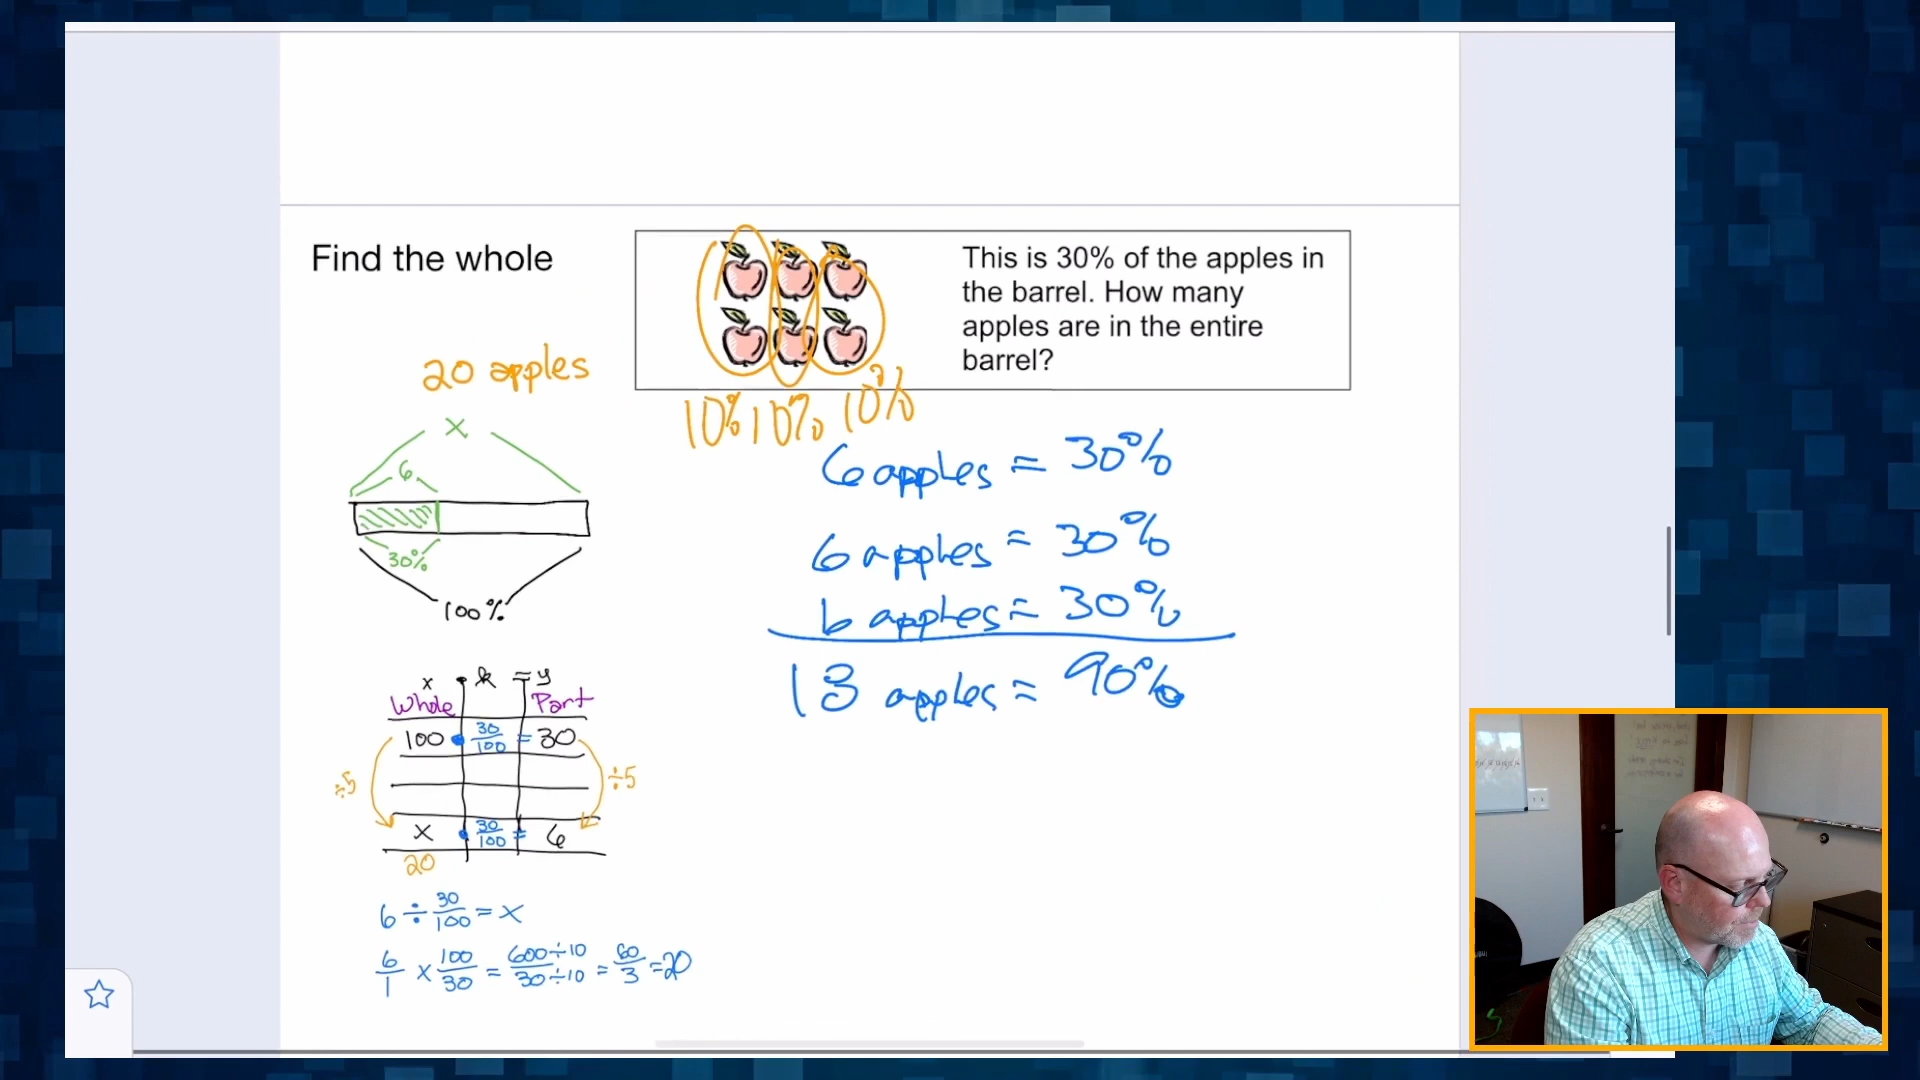 Find the whole
This is 30% of the apples in
the barrel. How many
apples are in the entire
barrel?
20 apples
10% 10% 10%
x
6
30%
100%
6 apples = 30%
6 apples = 30%
6 apples = 30%
18 apples = 90%
x • k = y
Whole Part
100 • 30/100 = 30
÷5 ÷5
x • 30/100 = 6
20
6 ÷ 30/100 = x
6/1 x 100/30 = 600÷10/30÷10 = 60/3 = 20